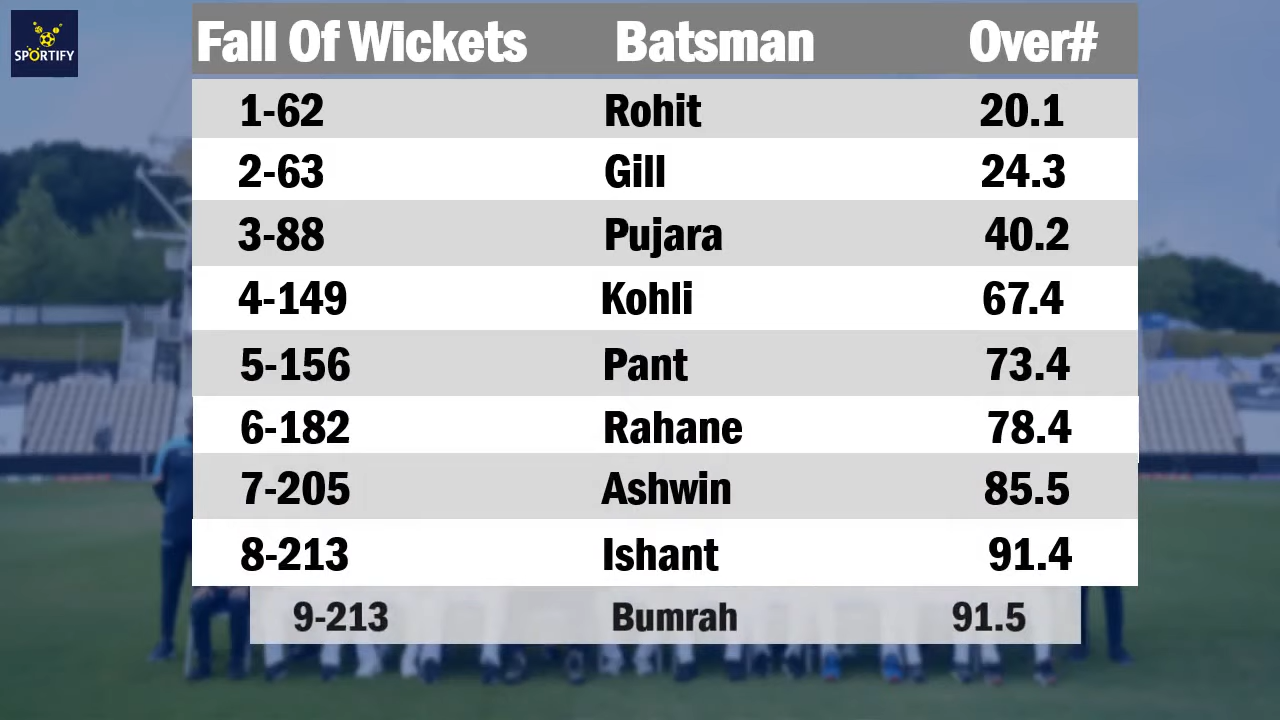 SPORTIFY
Fall Of Wickets Batsman Over#
1-62 Rohit 20.1
2-63 Gill 24.3
3-88 Pujara 40.2
4-149 Kohli 67.4
5-156 Pant 73.4
6-182 Rahane 78.4
7-205 Ashwin 85.5
8-213 Ishant 91.4
9-213 Bumrah 91.5